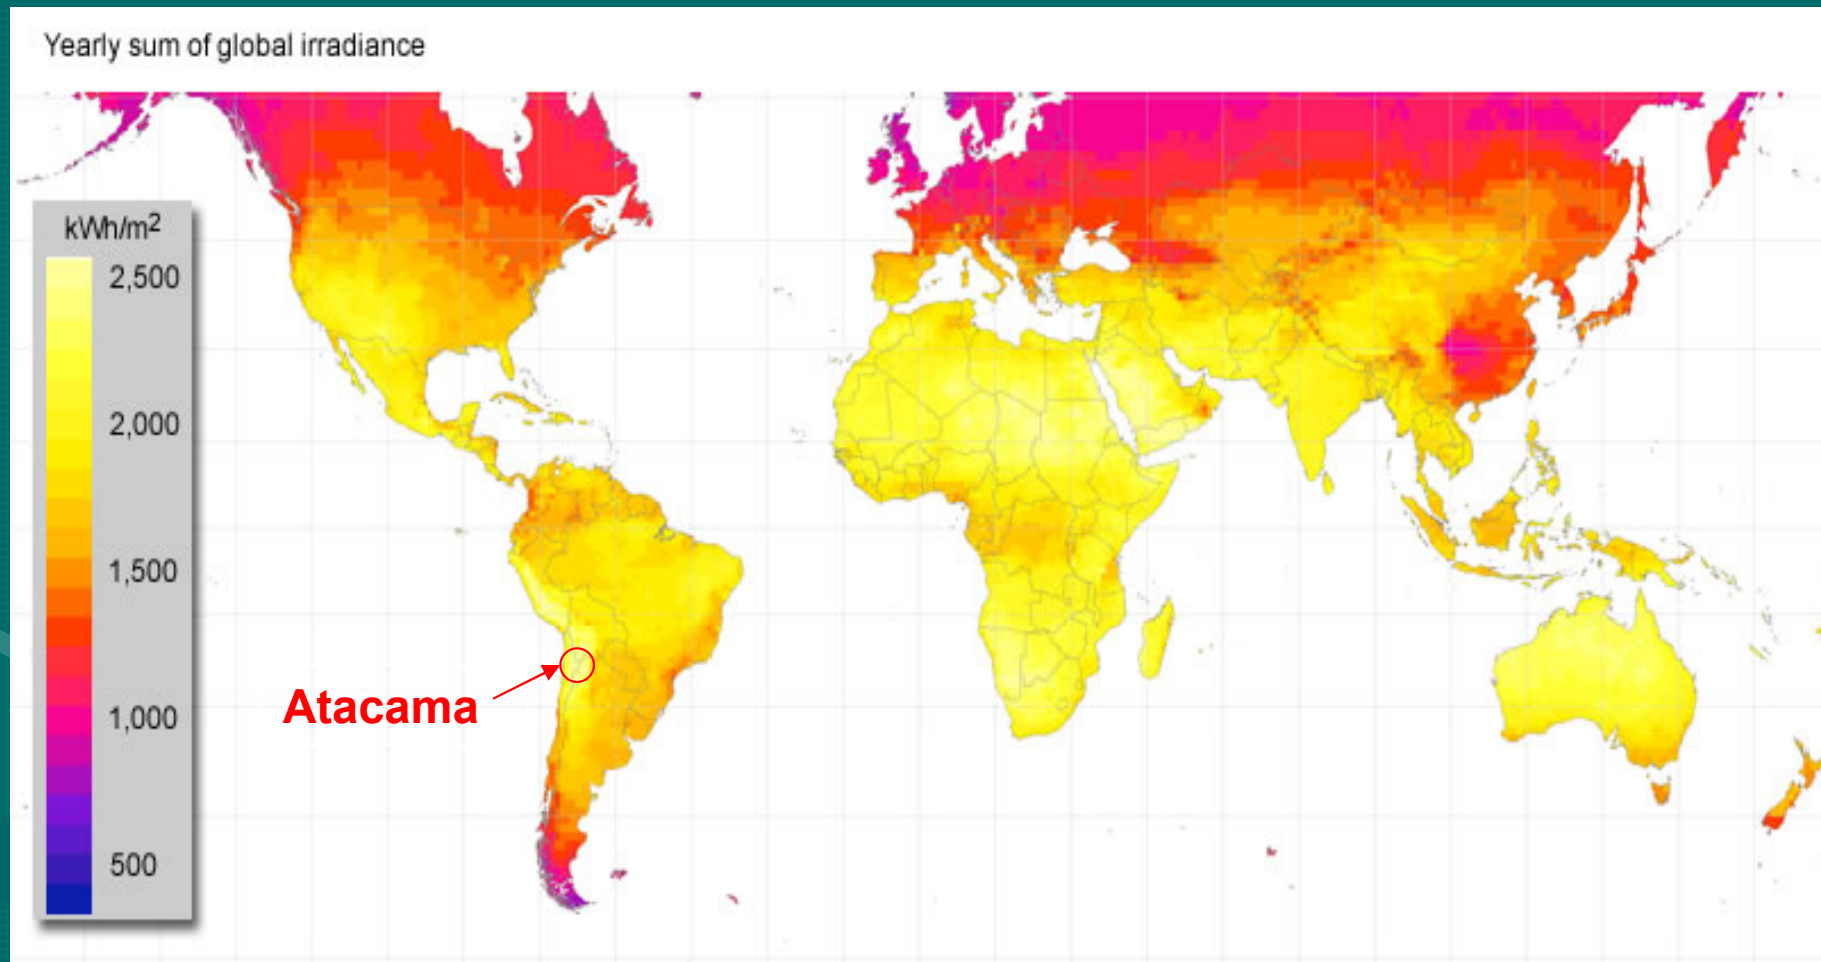 Yearly sum of global irradiance
kWh/m²
2,500
2,000
1,500
1,000
500
Atacama